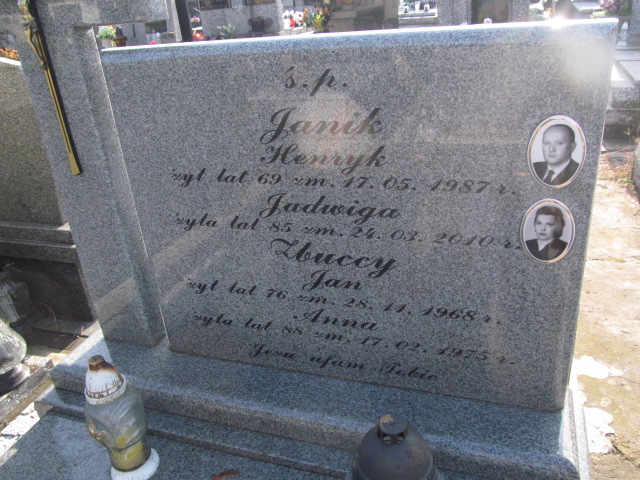 ś.p.
Janik
Henryk
żył lat 69 zm. 17. 05. 1987 r.
Jadwiga
żyła lat 85 zm. 24. 03. 2010 r.
Zbuccy
Jan
żył lat 76 zm. 28. 11. 1968 r.
Anna
żyła lat 88 zm. 17. 02. 1975 r.
Jezu ufam Tobie